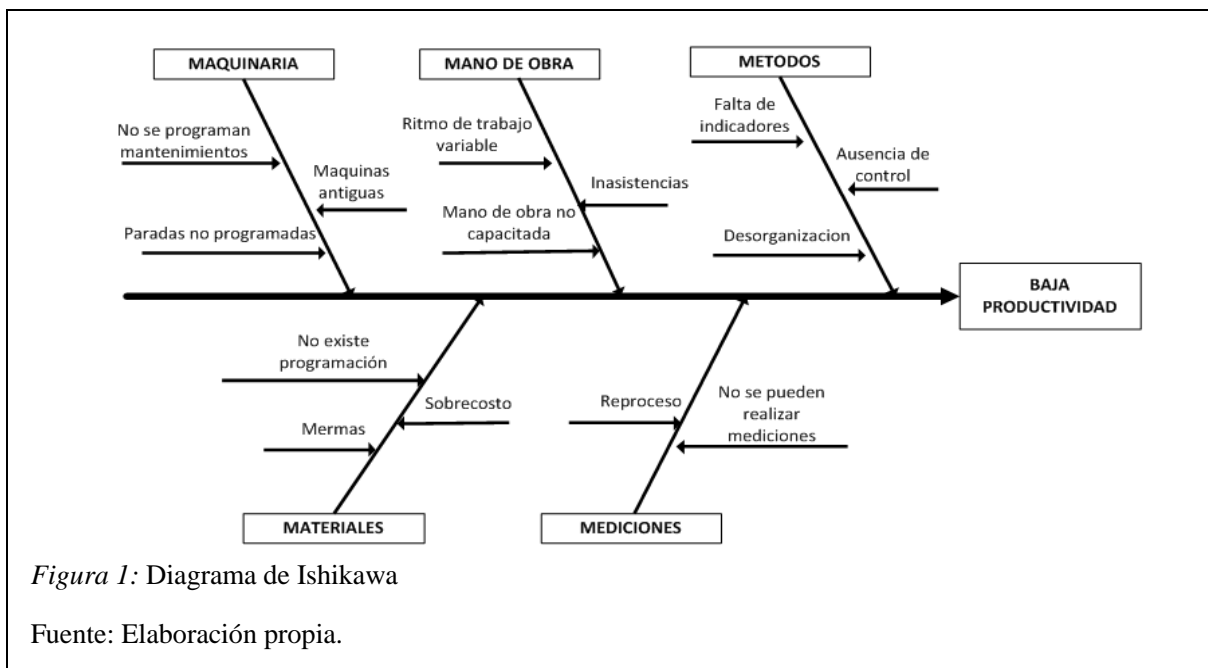 MAQUINARIA
MANO DE OBRA
METODOS
No se programan
mantenimientos
Maquinas
antiguas
Paradas no programadas
Ritmo de trabajo
variable
Inasistencias
Mano de obra no
capacitada
Falta de
indicadores
Ausencia de
control
Desorganizacion
BAJA
PRODUCTIVIDAD
No existe
programación
Sobrecosto
Mermas
Reproceso
No se pueden
realizar
mediciones
MATERIALES
MEDICIONES
Figura 1: Diagrama de Ishikawa
Fuente: Elaboración propia.